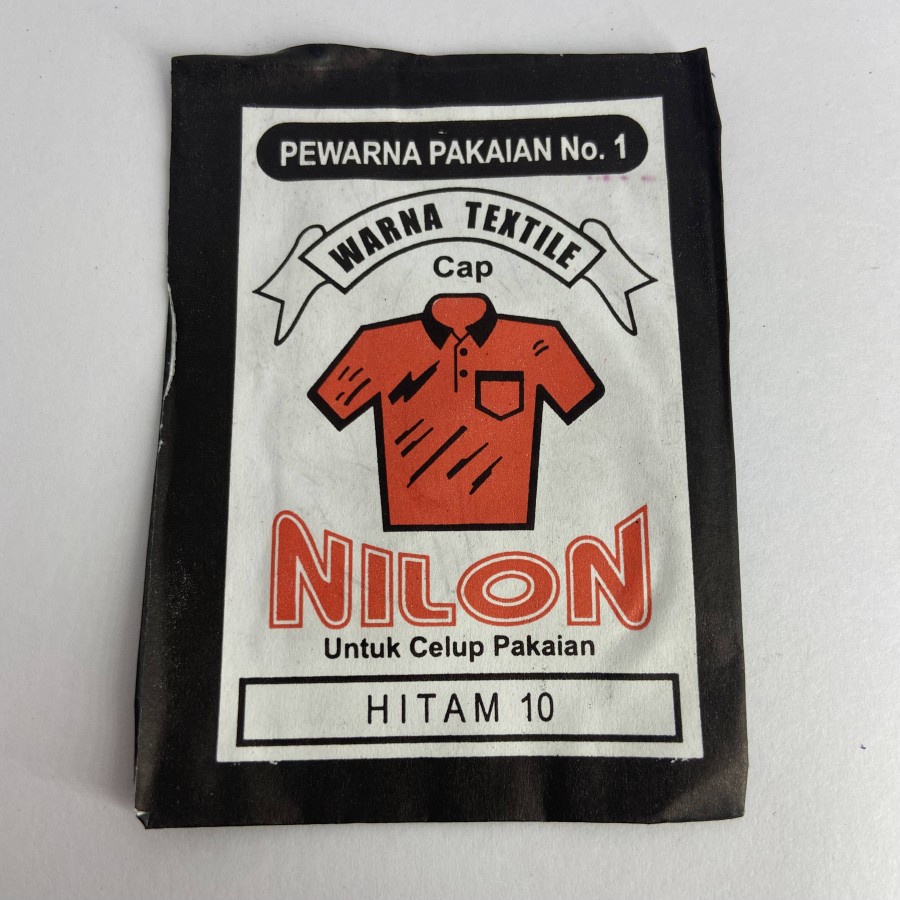 PEWARNA PAKAIAN No. 1
WARNA TEXTILE
Cap
NILON
Untuk Celup Pakaian
HITAM 10